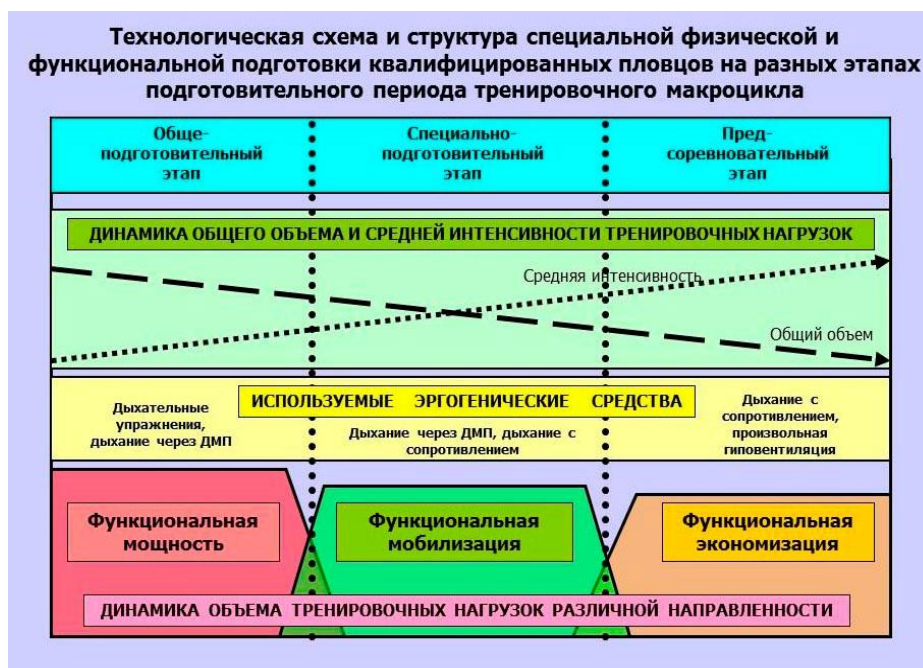 Технологическая схема и структура специальной физической и
функциональной подготовки квалифицированных пловцов на разных этапах
подготовительного периода тренировочного макроцикла
Обще-
подготовительный
этап
Специально-
подготовительный
этап
Пред-
соревновательный
этап
ДИНАМИКА ОБЩЕГО ОБЪЕМА И СРЕДНЕЙ ИНТЕНСИВНОСТИ ТРЕНИРОВОЧНЫХ НАГРУЗОК
Средняя интенсивность
Общий объем
ИСПОЛЬЗУЕМЫЕ ЭРГОГЕНИЧЕСКИЕ СРЕДСТВА
Дыхательные
упражнения,
дыхание через ДМП
Дыхание через ДМП, дыхание с
сопротивлением
Дыхание с
сопротивлением,
произвольная
гиповентиляция
Функциональная
мощность
Функциональная
мобилизация
Функциональная
экономизация
ДИНАМИКА ОБЪЕМА ТРЕНИРОВОЧНЫХ НАГРУЗОК РАЗЛИЧНОЙ НАПРАВЛЕННОСТИ